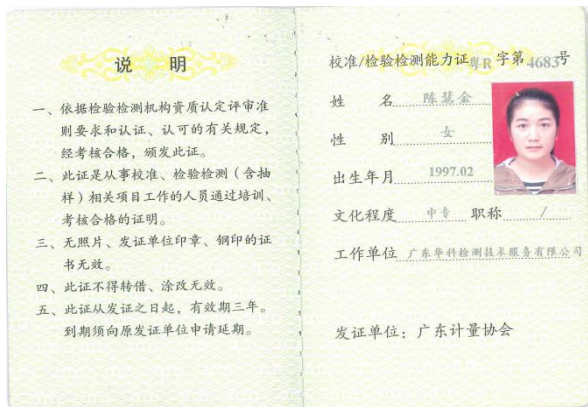 说 明
一、依据检验检测机构资质认定评审准
则要求和认证、认可的有关规定，
经考核合格，颁发此证。
二、此证是从事校准、检验检测（含抽
样）相关项目工作的人员通过培训、
考核合格的证明。
三、无照片、发证单位印章、钢印的证
书无效。
四、此证不得转借、涂改无效。
五、此证从发证之日起，有效期三年。
到期须向原发证单位申请延期。
校准/检验检测能力证粤R字第4683号
姓 名 陈慧金
性 别 女
出生年月 1997.02
文化程度 中专 职称 /
工作单位 广东华科检测技术服务有限公司
发证单位：广东计量协会